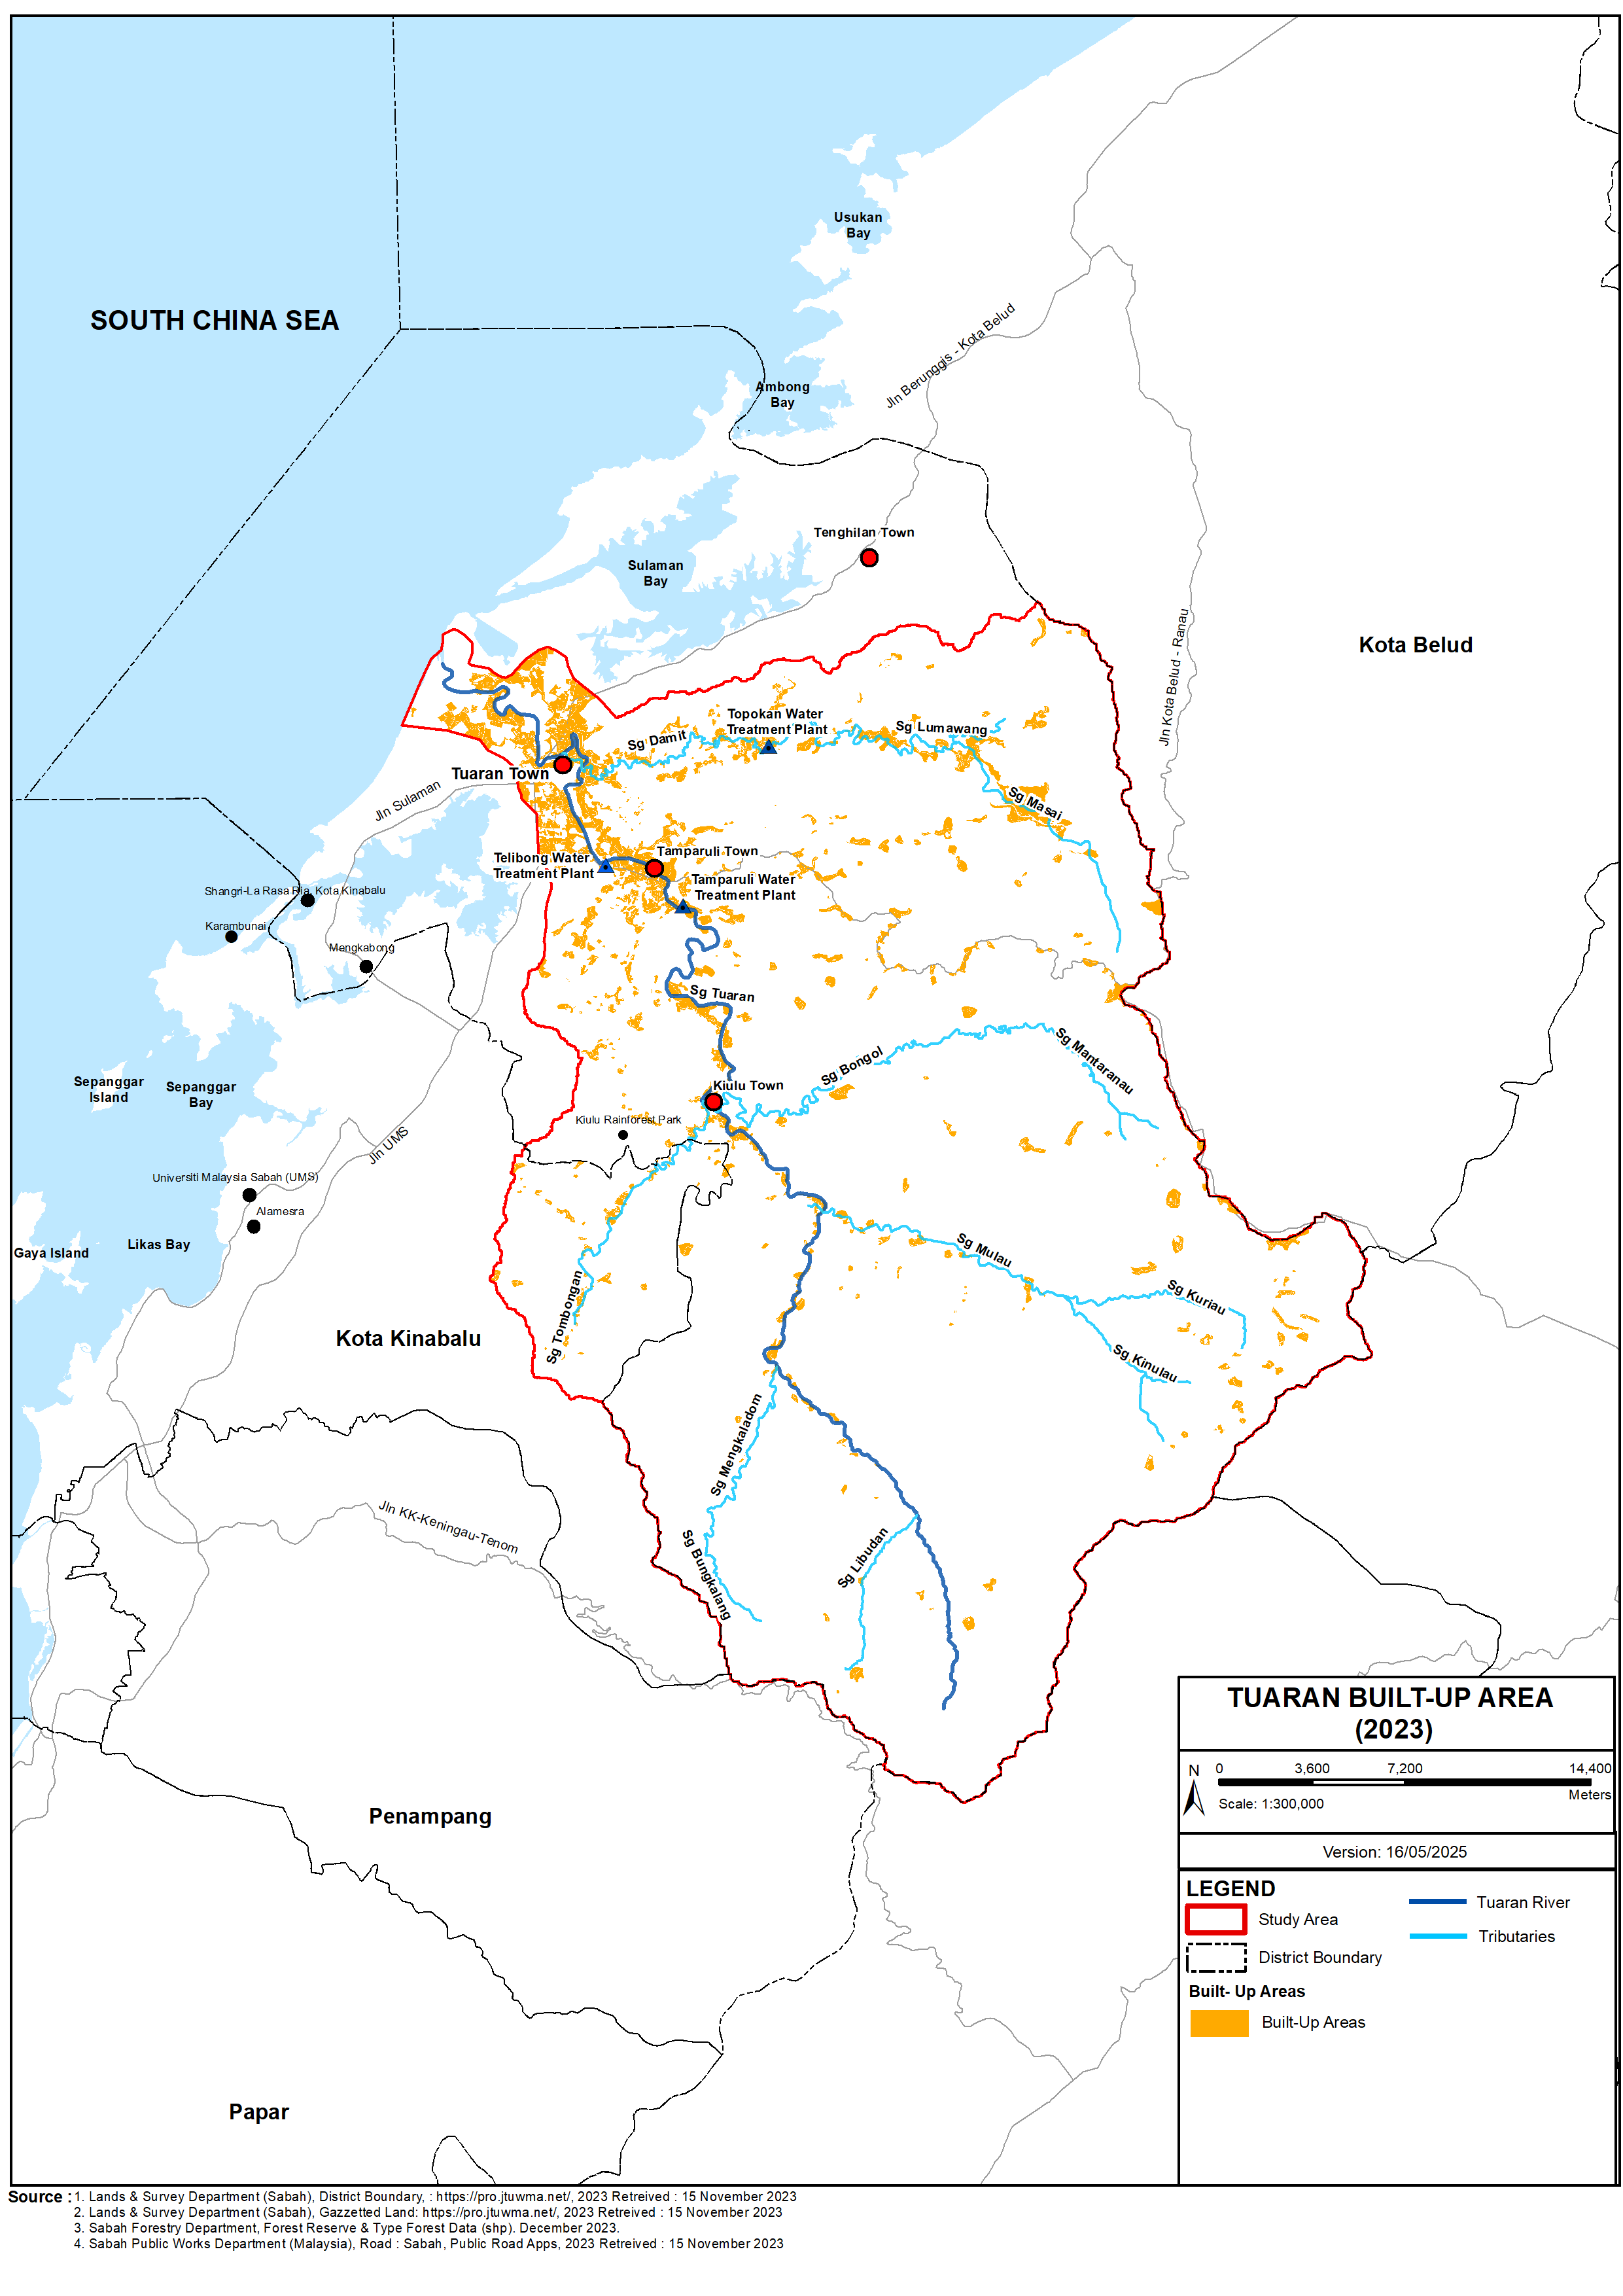 Usukan
Bay
SOUTH CHINA SEA
Jln Berunggis - Kota Belud
Ambong
Bay
Tenghilan Town
Sulaman
Bay
Kota Belud
Jln Kota Belud - Ranau
Topokan Water
Treatment Plant
Sg Lumawang
Sg Damit
Tuaran Town
Jln Sulaman
Sg Masai
Tamparuli Town
Telibong Water
Treatment Plant
Tamparuli Water
Treatment Plant
Shangri-La Rasa Ria, Kota Kinabalu
Karambunai
Mengkabong
Sg Tuaran
Sg Bongol
Sg Mantaranau
Sepanggar
Island
Sepanggar
Bay
Kiulu Town
Kiulu Rainforest Park
Jln UMS
Universiti Malaysia Sabah (UMS)
Alamesra
Likas Bay
Gaya Island
Sg Mulau
Sg Kuriau
Sg Tombongan
Kota Kinabalu
Sg Kinulau
Sg Mengkaladom
Jln KK-Keningau-Tenom
Sg Bungkalang
Sg Libudan
Penampang
Papar
TUARAN BUILT-UP AREA
(2023)
N
0 3,600 7,200 14,400
Meters
Scale: 1:300,000
Version: 16/05/2025
LEGEND
Study Area
District Boundary
Built- Up Areas
Built-Up Areas
Tuaran River
Tributaries
Source : 1. Lands & Survey Department (Sabah), District Boundary, : https://pro.jtuwma.net/, 2023 Retreived : 15 November 2023
2. Lands & Survey Department (Sabah), Gazzetted Land: https://pro.jtuwma.net/, 2023 Retreived : 15 November 2023
3. Sabah Forestry Department, Forest Reserve & Type Forest Data (shp). December 2023.
4. Sabah Public Works Department (Malaysia), Road : Sabah, Public Road Apps, 2023 Retreived : 15 November 2023